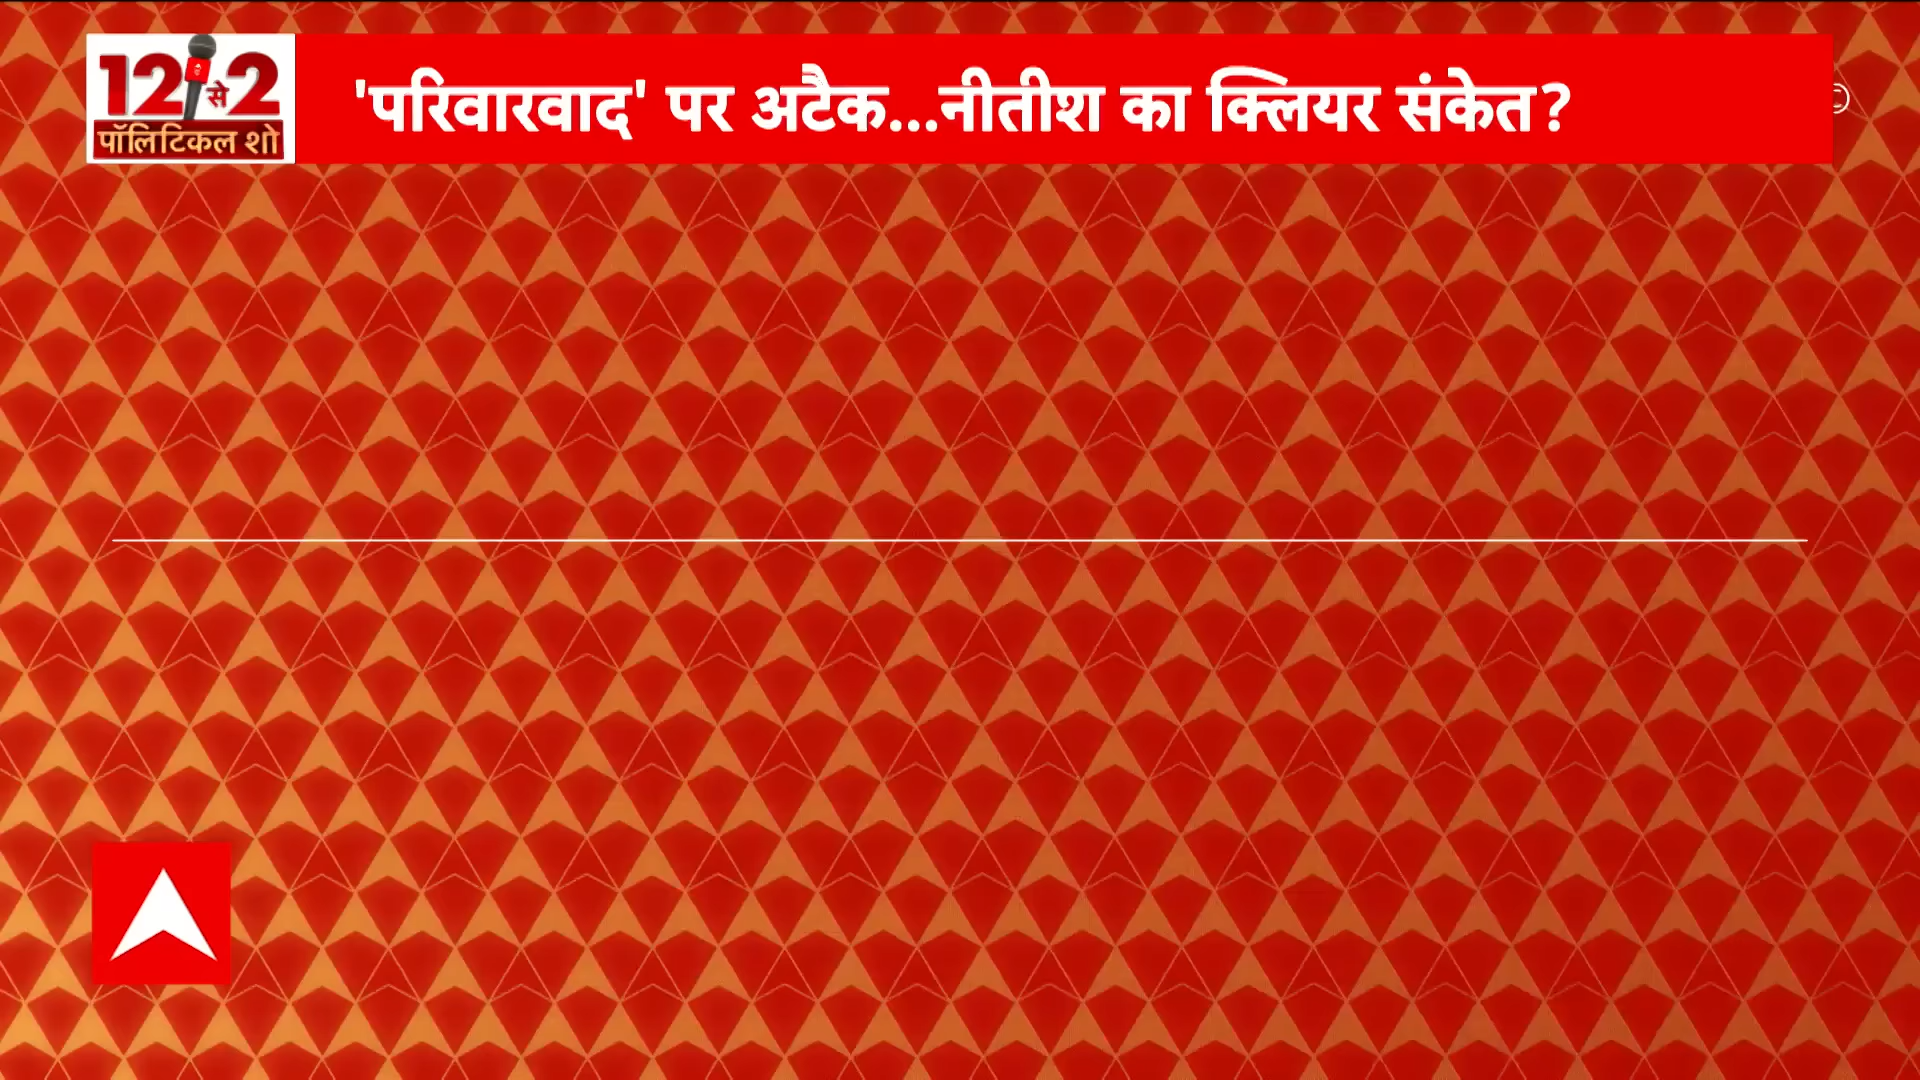 12 से 2
पॉलिटिकल शो
'परिवारवाद' पर अटैक...नीतीश का क्लियर संकेत?